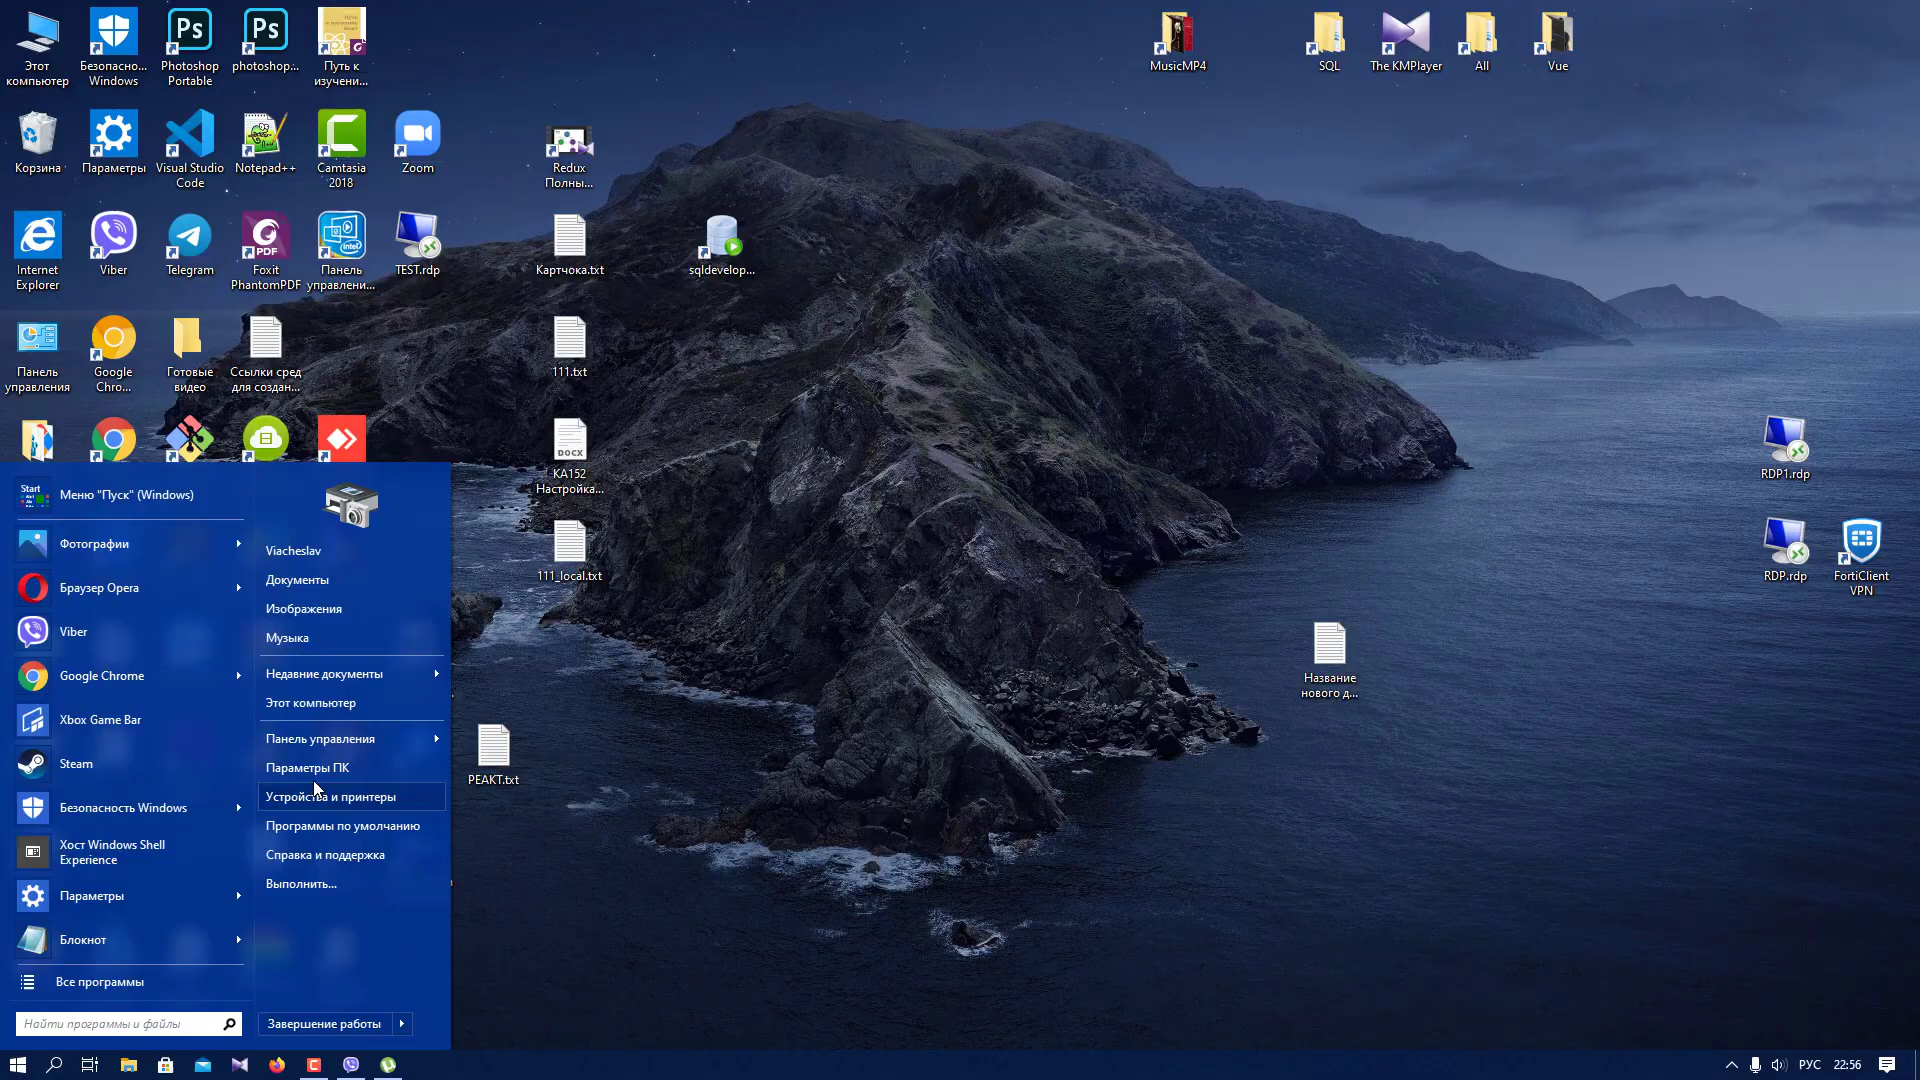 Этот
компьютер
Безопасно...
Windows
Photoshop
Portable
photoshop...
Путь к
изучени...
MusicMP4
SQL
The KMPlayer
All
Vue
Корзина
Параметры
Visual Studio
Code
Notepad++
Camtasia
2018
Zoom
Redux
Полны...
Internet
Explorer
Viber
Telegram
Foxit
PhantomPDF
Панель
управлени...
TEST.rdp
Картчока.txt
sqldevelop...
Панель
управления
Google
Chro...
Готовые
видео
Ссылки сред
для создан...
111.txt
DOCX
KA152
Настройка...
RDP1.rdp
111_local.txt
RDP.rdp
FortiClient
VPN
Название
нового д...
РЕАКТ.txt
Start
Меню "Пуск" (Windows)
Фотографии
Браузер Opera
Viber
Google Chrome
Xbox Game Bar
Steam
Безопасность Windows
Хост Windows Shell
Experience
Параметры
Блокнот
Все программы
Найти программы и файлы
Viacheslav
Документы
Изображения
Музыка
Недавние документы
Этот компьютер
Панель управления
Параметры ПК
Устройства и принтеры
Программы по умолчанию
Справка и поддержка
Выполнить...
Завершение работы
РУС
22:56